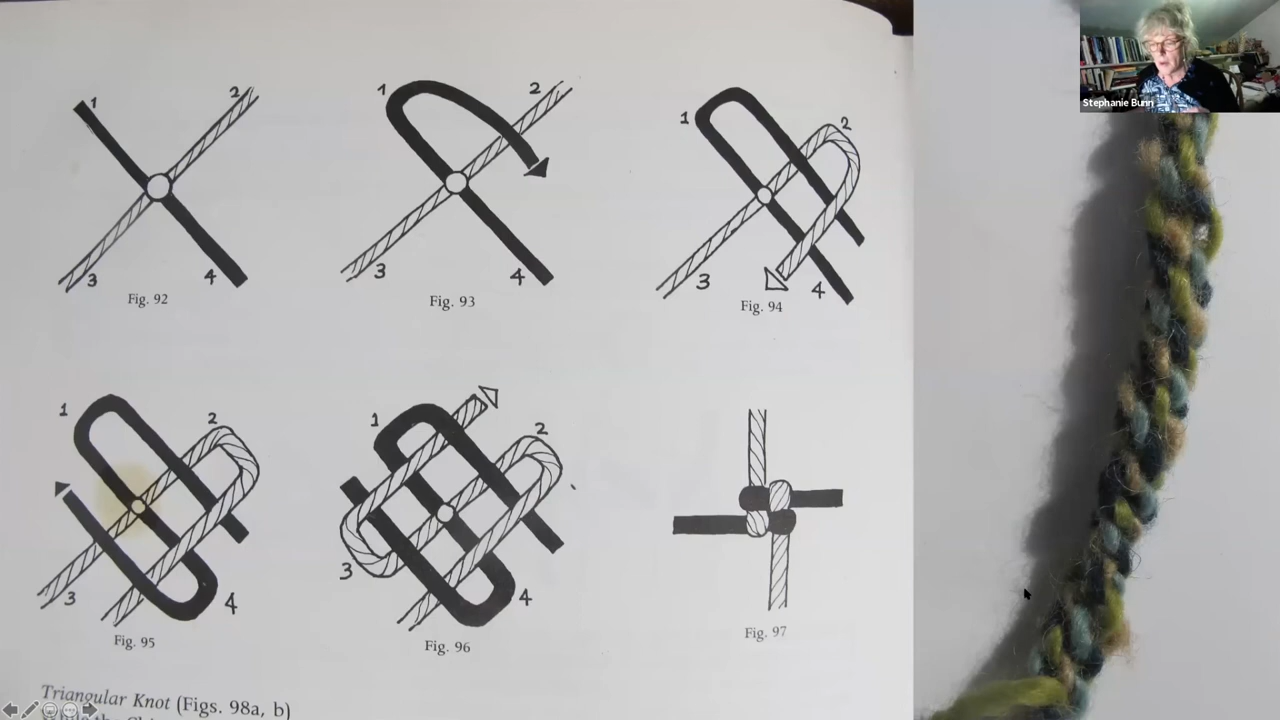 1
2
3
4
Fig. 92
1
2
3
4
Fig. 93
1
2
3
4
Fig. 94
1
2
3
4
Fig. 95
1
2
3
4
Fig. 96
Fig. 97
Triangular Knot (Figs. 98a, b)
Stephanie Bunn